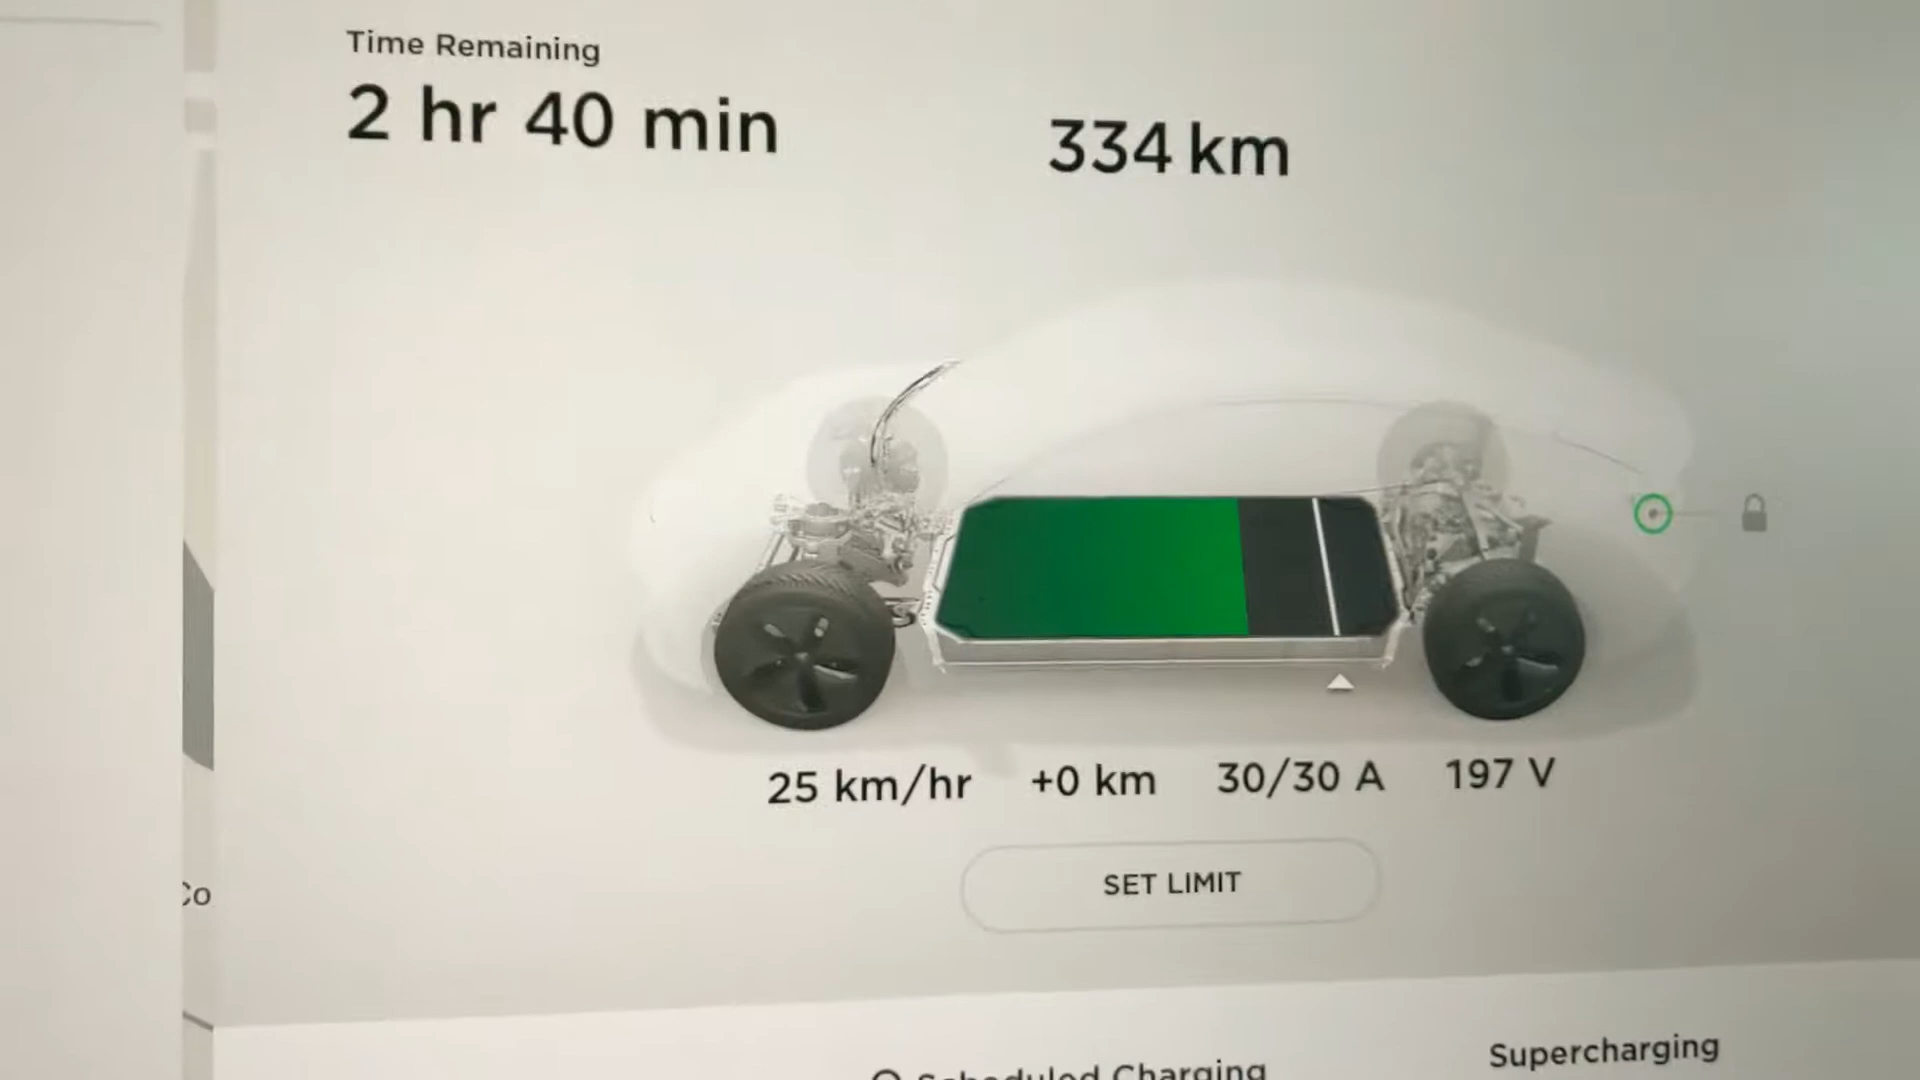 Time Remaining
2 hr 40 min
334 km
25 km/hr +0 km 30/30 A 197 V
SET LIMIT
Co
Scheduled Charging
Supercharging